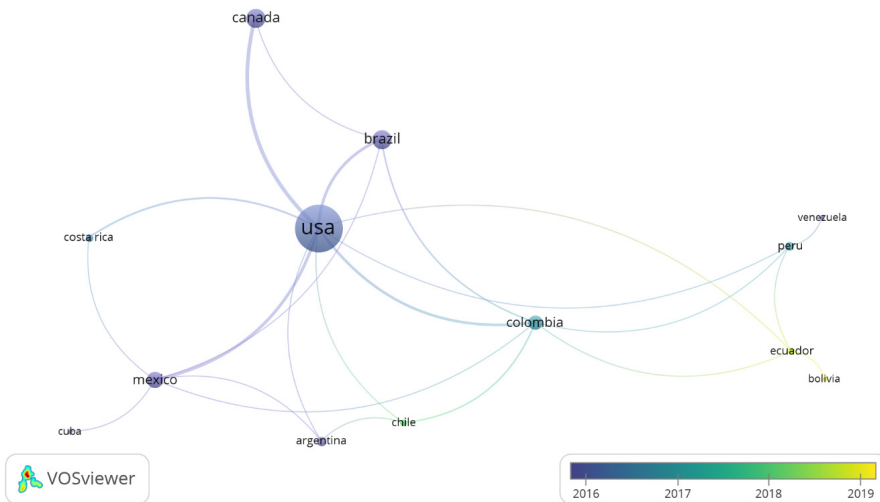 canada
brazil
usa
venezuela
costa rica
peru
colombia
ecuador
mexico
bolivia
chile
cuba
argentina
VOSviewer
2016 2017 2018 2019